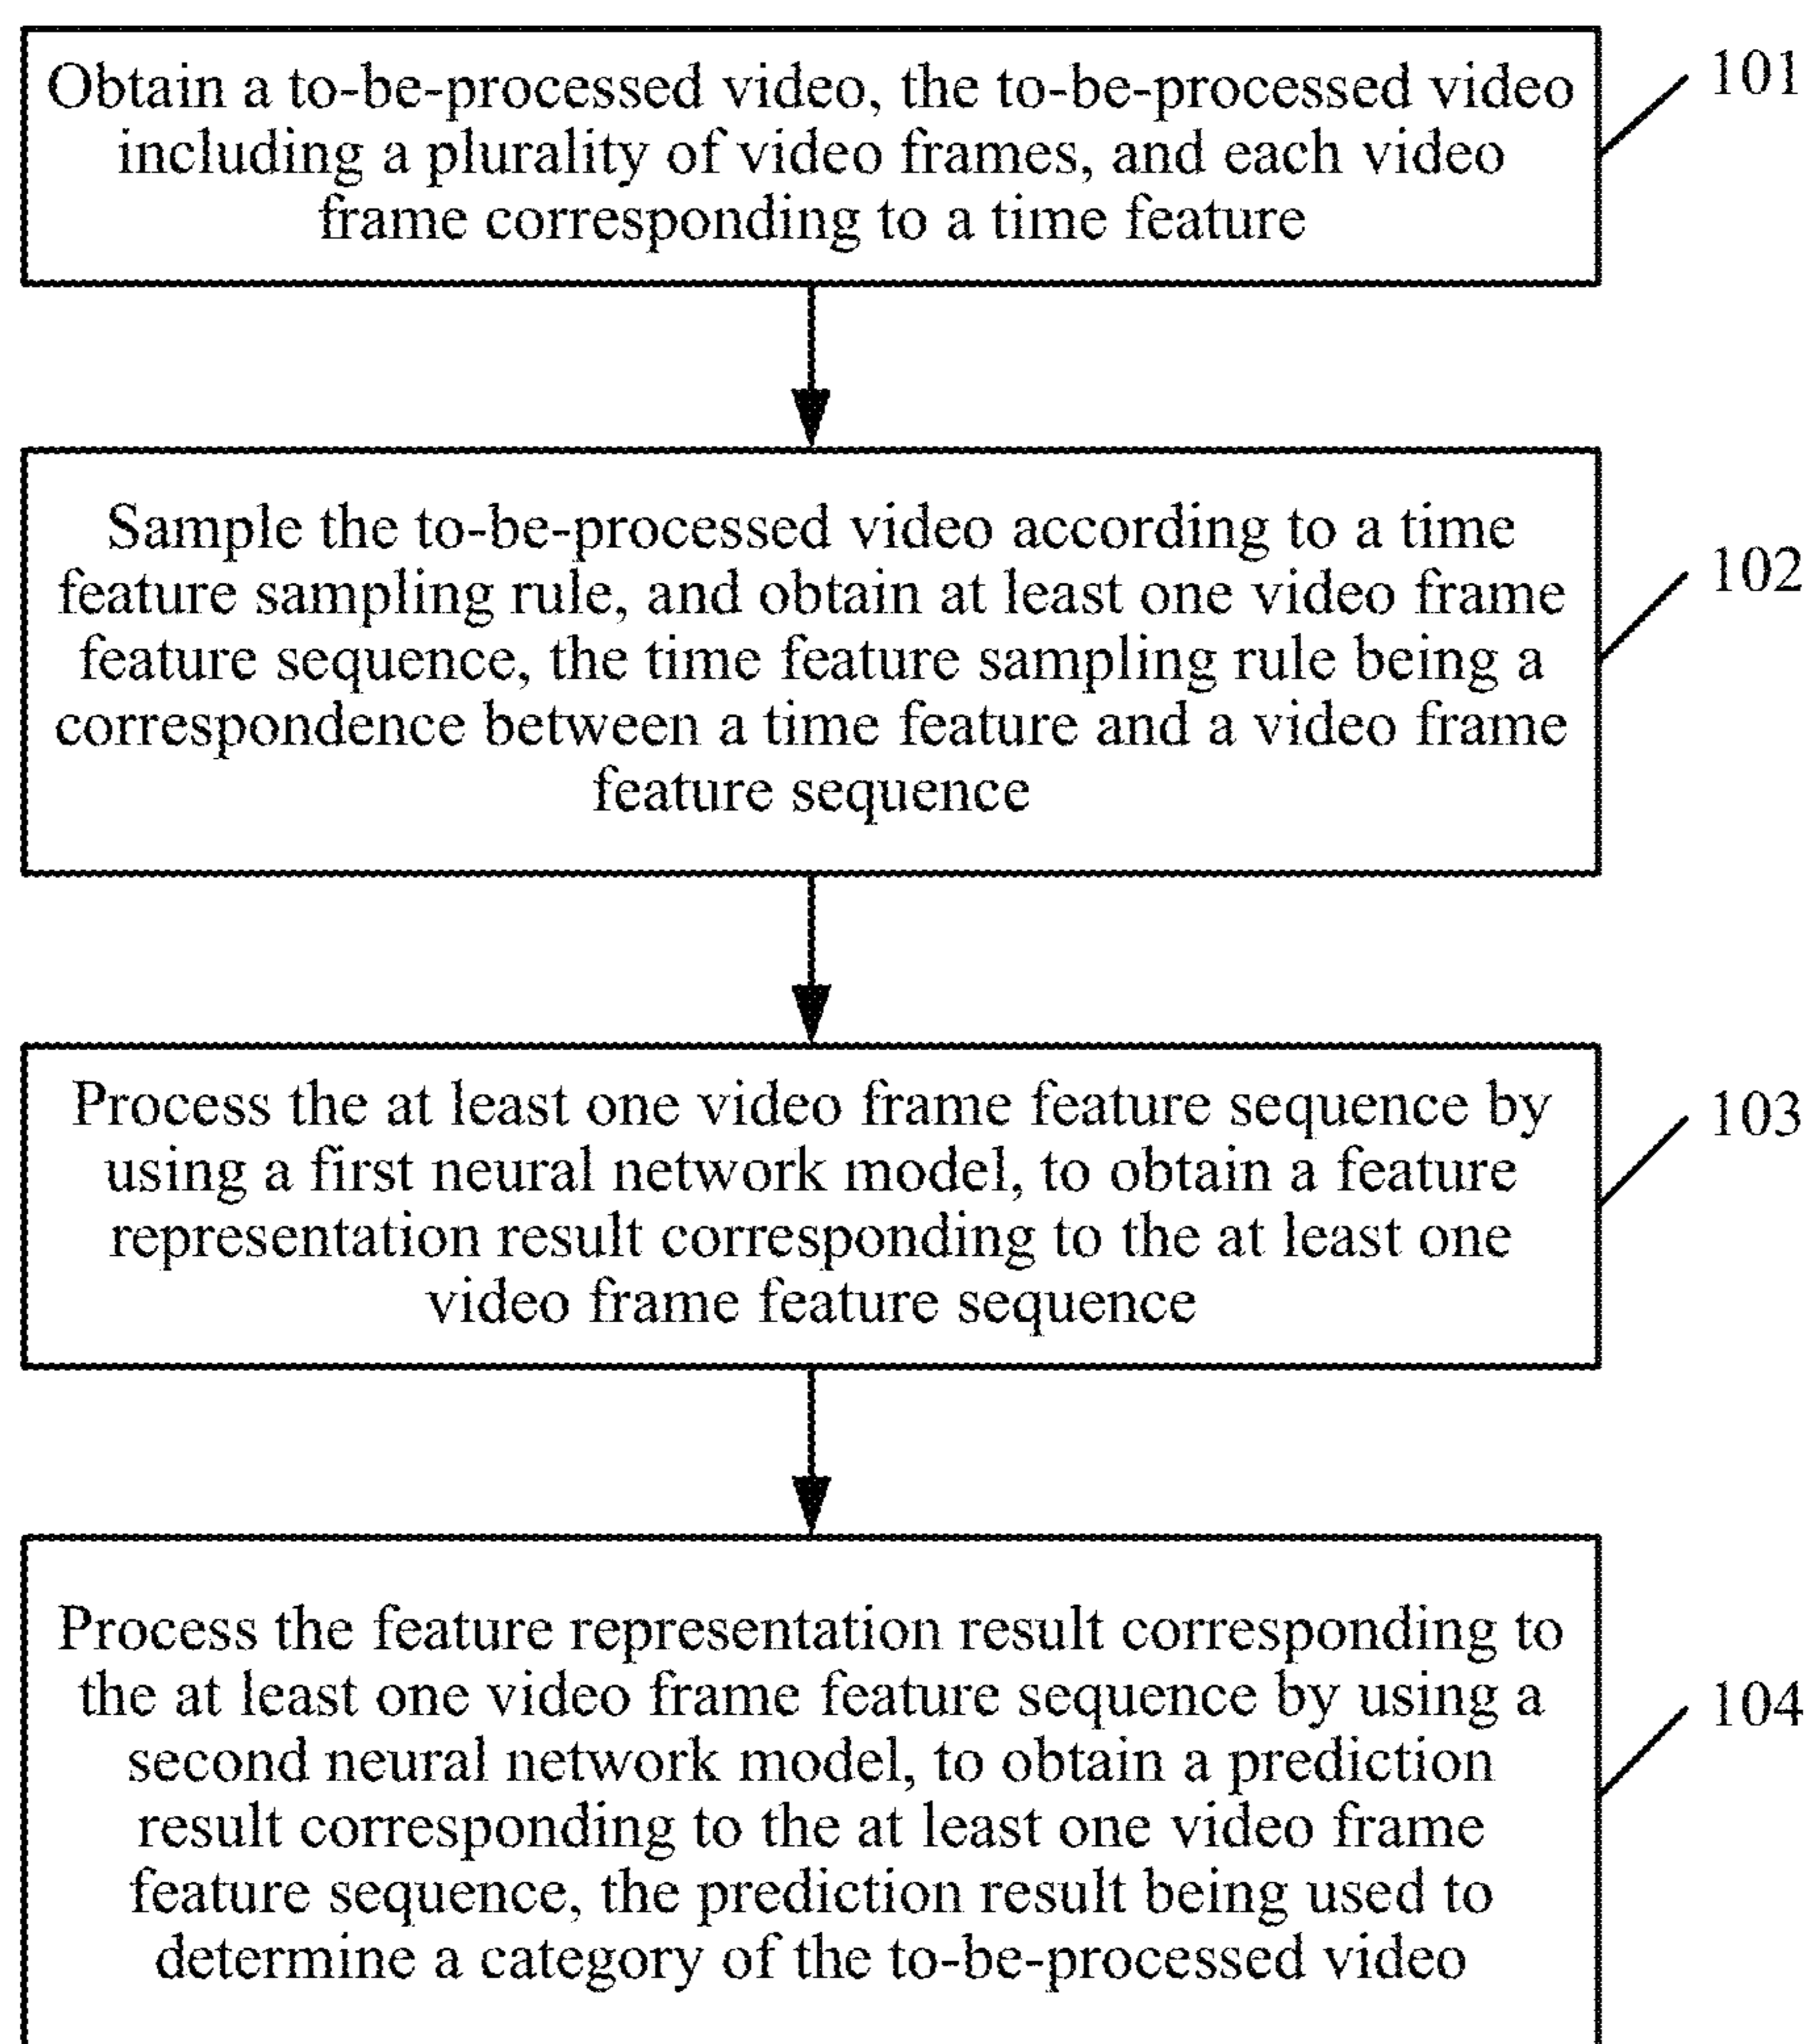 Obtain a to-be-processed video, the to-be-processed video
including a plurality of video frames, and each video
frame corresponding to a time feature
101
Sample the to-be-processed video according to a time
feature sampling rule, and obtain at least one video frame
feature sequence, the time feature sampling rule being a
correspondence between a time feature and a video frame
feature sequence
102
Process the at least one video frame feature sequence by
using a first neural network model, to obtain a feature
representation result corresponding to the at least one
video frame feature sequence
103
Process the feature representation result corresponding to
the at least one video frame feature sequence by using a
second neural network model, to obtain a prediction
result corresponding to the at least one video frame
feature sequence, the prediction result being used to
determine a category of the to-be-processed video
104